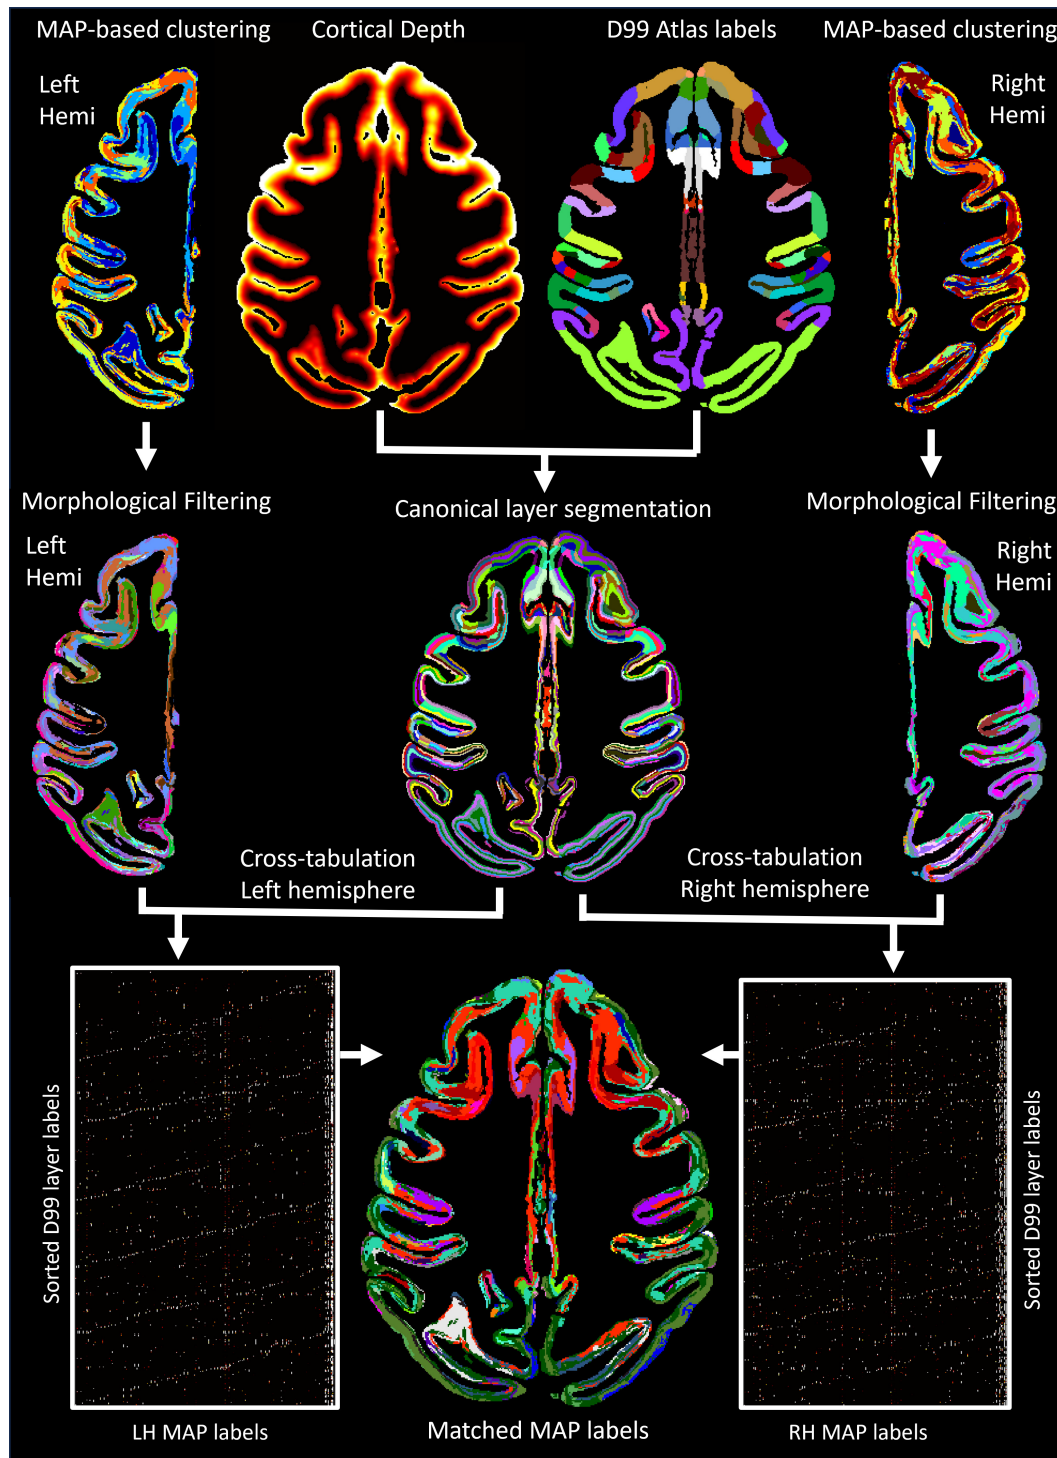 MAP-based clustering
Cortical Depth
D99 Atlas labels
MAP-based clustering
Left
Hemi
Right
Hemi
Morphological Filtering
Canonical layer segmentation
Morphological Filtering
Left
Hemi
Right
Hemi
Cross-tabulation
Left hemisphere
Cross-tabulation
Right hemisphere
Sorted D99 layer labels
Sorted D99 layer labels
LH MAP labels
Matched MAP labels
RH MAP labels